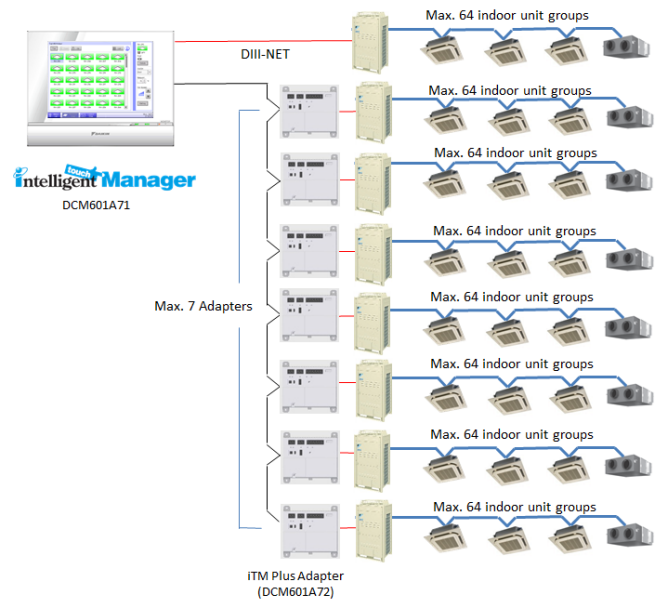 Max. 64 indoor unit groups
DIII-NET
Max. 64 indoor unit groups
Max. 64 indoor unit groups
touch
intelligent Manager
DCM601A71
Max. 64 indoor unit groups
Max. 7 Adapters
Max. 64 indoor unit groups
Max. 64 indoor unit groups
Max. 64 indoor unit groups
Max. 64 indoor unit groups
iTM Plus Adapter
(DCM601A72)